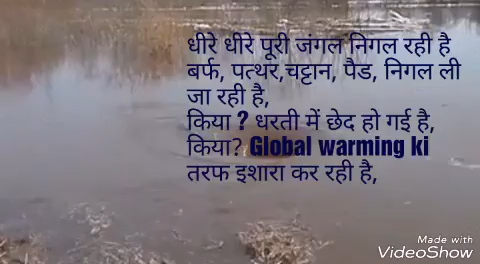 धीरे धीरे पूरी जंगल निगल रही है
बर्फ, पत्थर,चट्टान, पैड, निगल ली
जा रही है,
किया ? धरती में छेद हो गई है,
किया? Global warming ki
तरफ इशारा कर रही है,
Made with
VideoShow